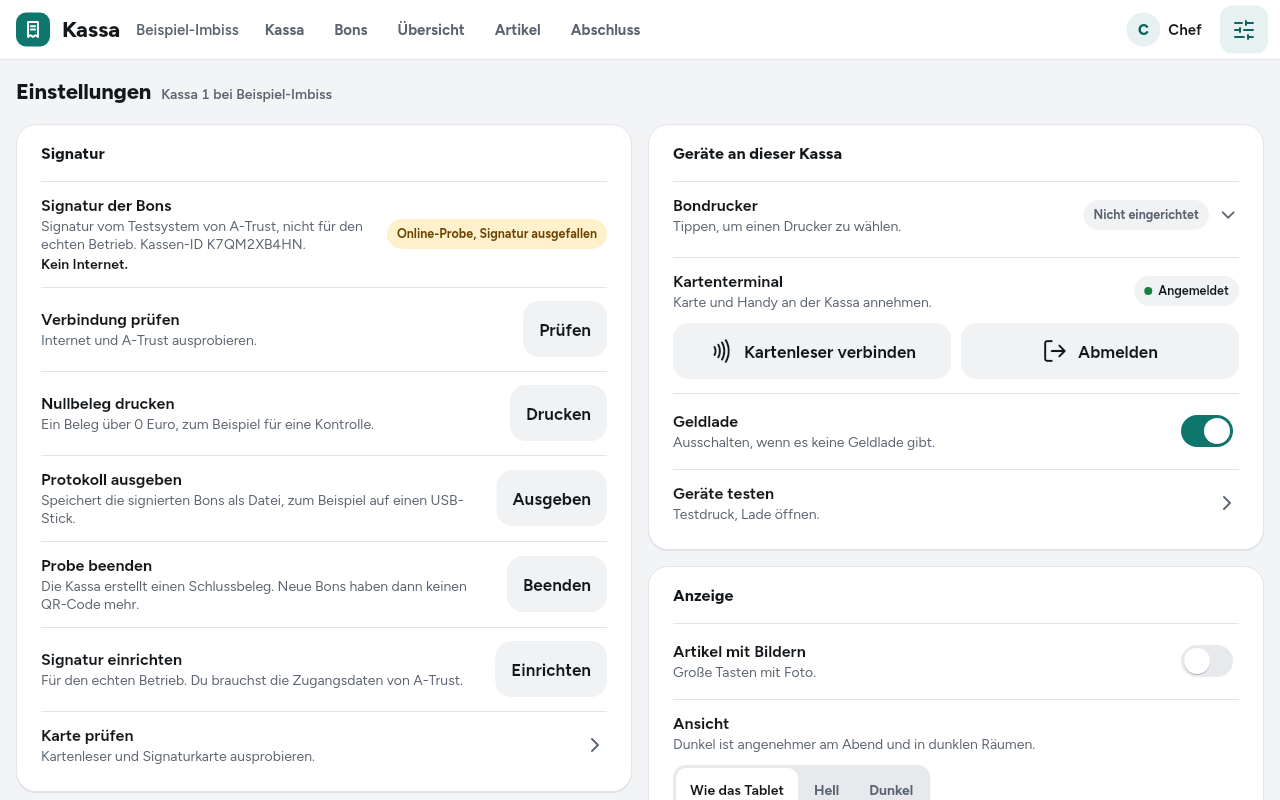 Kassa
Beispiel-Imbiss
Kassa
Bons
Übersicht
Artikel
Abschluss
C
Chef
Einstellungen
Kassa 1 bei Beispiel-Imbiss
Signatur
Signatur der Bons
Signatur vom Testsystem von A-Trust, nicht für den
echten Betrieb. Kassen-ID K7QM2XB4HN.
Kein Internet.
Online-Probe, Signatur ausgefallen
Verbindung prüfen
Internet und A-Trust ausprobieren.
Prüfen
Nullbeleg drucken
Ein Beleg über 0 Euro, zum Beispiel für eine Kontrolle.
Drucken
Protokoll ausgeben
Speichert die signierten Bons als Datei, zum Beispiel auf einen USB-
Stick.
Ausgeben
Probe beenden
Die Kassa erstellt einen Schlussbeleg. Neue Bons haben dann keinen
QR-Code mehr.
Beenden
Signatur einrichten
Für den echten Betrieb. Du brauchst die Zugangsdaten von A-Trust.
Einrichten
Karte prüfen
Kartenleser und Signaturkarte ausprobieren.
Geräte an dieser Kassa
Bondrucker
Tippen, um einen Drucker zu wählen.
Nicht eingerichtet
Kartenterminal
Karte und Handy an der Kassa annehmen.
Angemeldet
Kartenleser verbinden
Abmelden
Geldlade
Ausschalten, wenn es keine Geldlade gibt.
Geräte testen
Testdruck, Lade öffnen.
Anzeige
Artikel mit Bildern
Große Tasten mit Foto.
Ansicht
Dunkel ist angenehmer am Abend und in dunklen Räumen.
Wie das Tablet
Hell
Dunkel